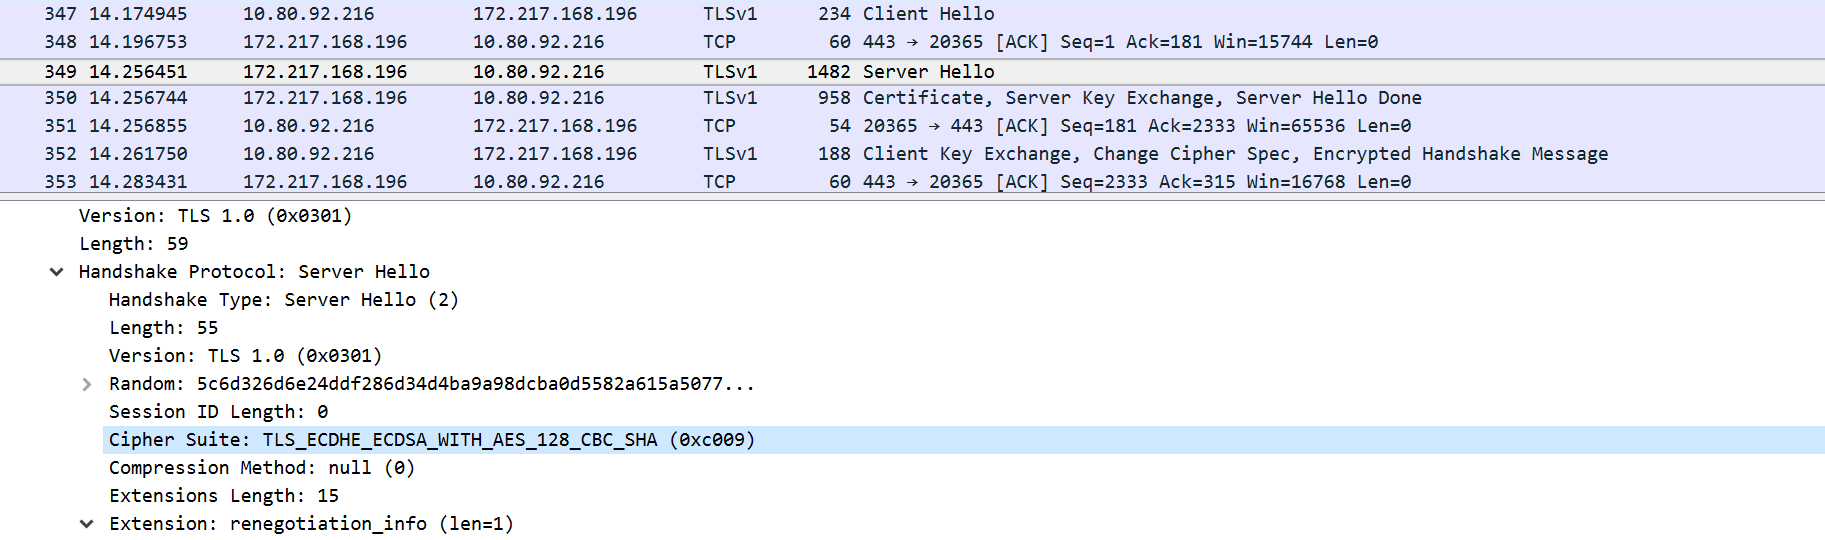 347 14.174945 10.80.92.216 172.217.168.196 TLSv1 234 Client Hello
348 14.196753 172.217.168.196 10.80.92.216 TCP 60 443 → 20365 [ACK] Seq=1 Ack=181 Win=15744 Len=0
349 14.256451 172.217.168.196 10.80.92.216 TLSv1 1482 Server Hello
350 14.256744 172.217.168.196 10.80.92.216 TLSv1 958 Certificate, Server Key Exchange, Server Hello Done
351 14.256855 10.80.92.216 172.217.168.196 TCP 54 20365 → 443 [ACK] Seq=181 Ack=2333 Win=65536 Len=0
352 14.261750 10.80.92.216 172.217.168.196 TLSv1 188 Client Key Exchange, Change Cipher Spec, Encrypted Handshake Message
353 14.283431 172.217.168.196 10.80.92.216 TCP 60 443 → 20365 [ACK] Seq=2333 Ack=315 Win=16768 Len=0
Version: TLS 1.0 (0x0301)
Length: 59
Handshake Protocol: Server Hello
Handshake Type: Server Hello (2)
Length: 55
Version: TLS 1.0 (0x0301)
Random: 5c6d326d6e24ddf286d34d4ba9a98dcba0d5582a615a5077...
Session ID Length: 0
Cipher Suite: TLS_ECDHE_ECDSA_WITH_AES_128_CBC_SHA (0xc009)
Compression Method: null (0)
Extensions Length: 15
Extension: renegotiation_info (len=1)